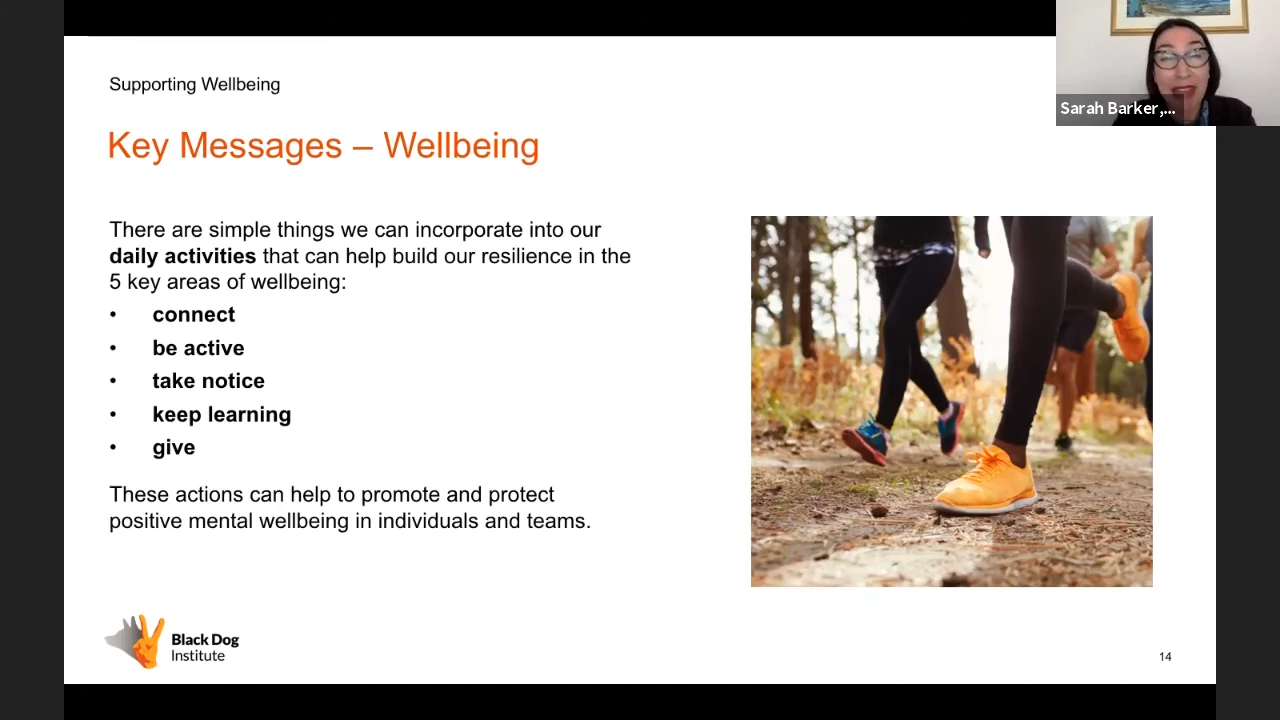 Supporting Wellbeing
Sarah Barker,...
Key Messages – Wellbeing
There are simple things we can incorporate into our
daily activities that can help build our resilience in the
5 key areas of wellbeing:
• connect
• be active
• take notice
• keep learning
• give
These actions can help to promote and protect
positive mental wellbeing in individuals and teams.
Black Dog
Institute
14